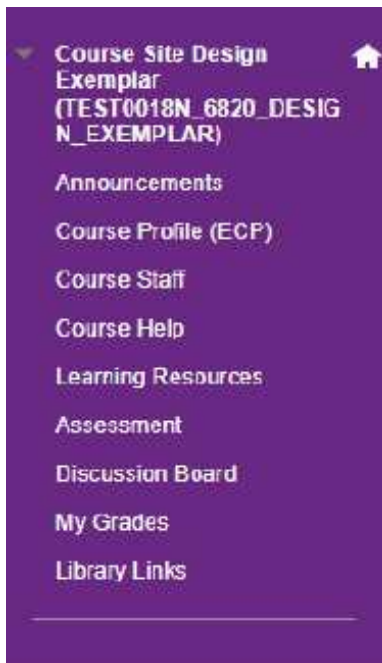 Course Site Design
Exemplar
(TEST0018N_6820_DESIG
N_EXEMPLAR)
Announcements
Course Profile (ECP)
Course Staff
Course Help
Learning Resources
Assessment
Discussion Board
My Grades
Library Links